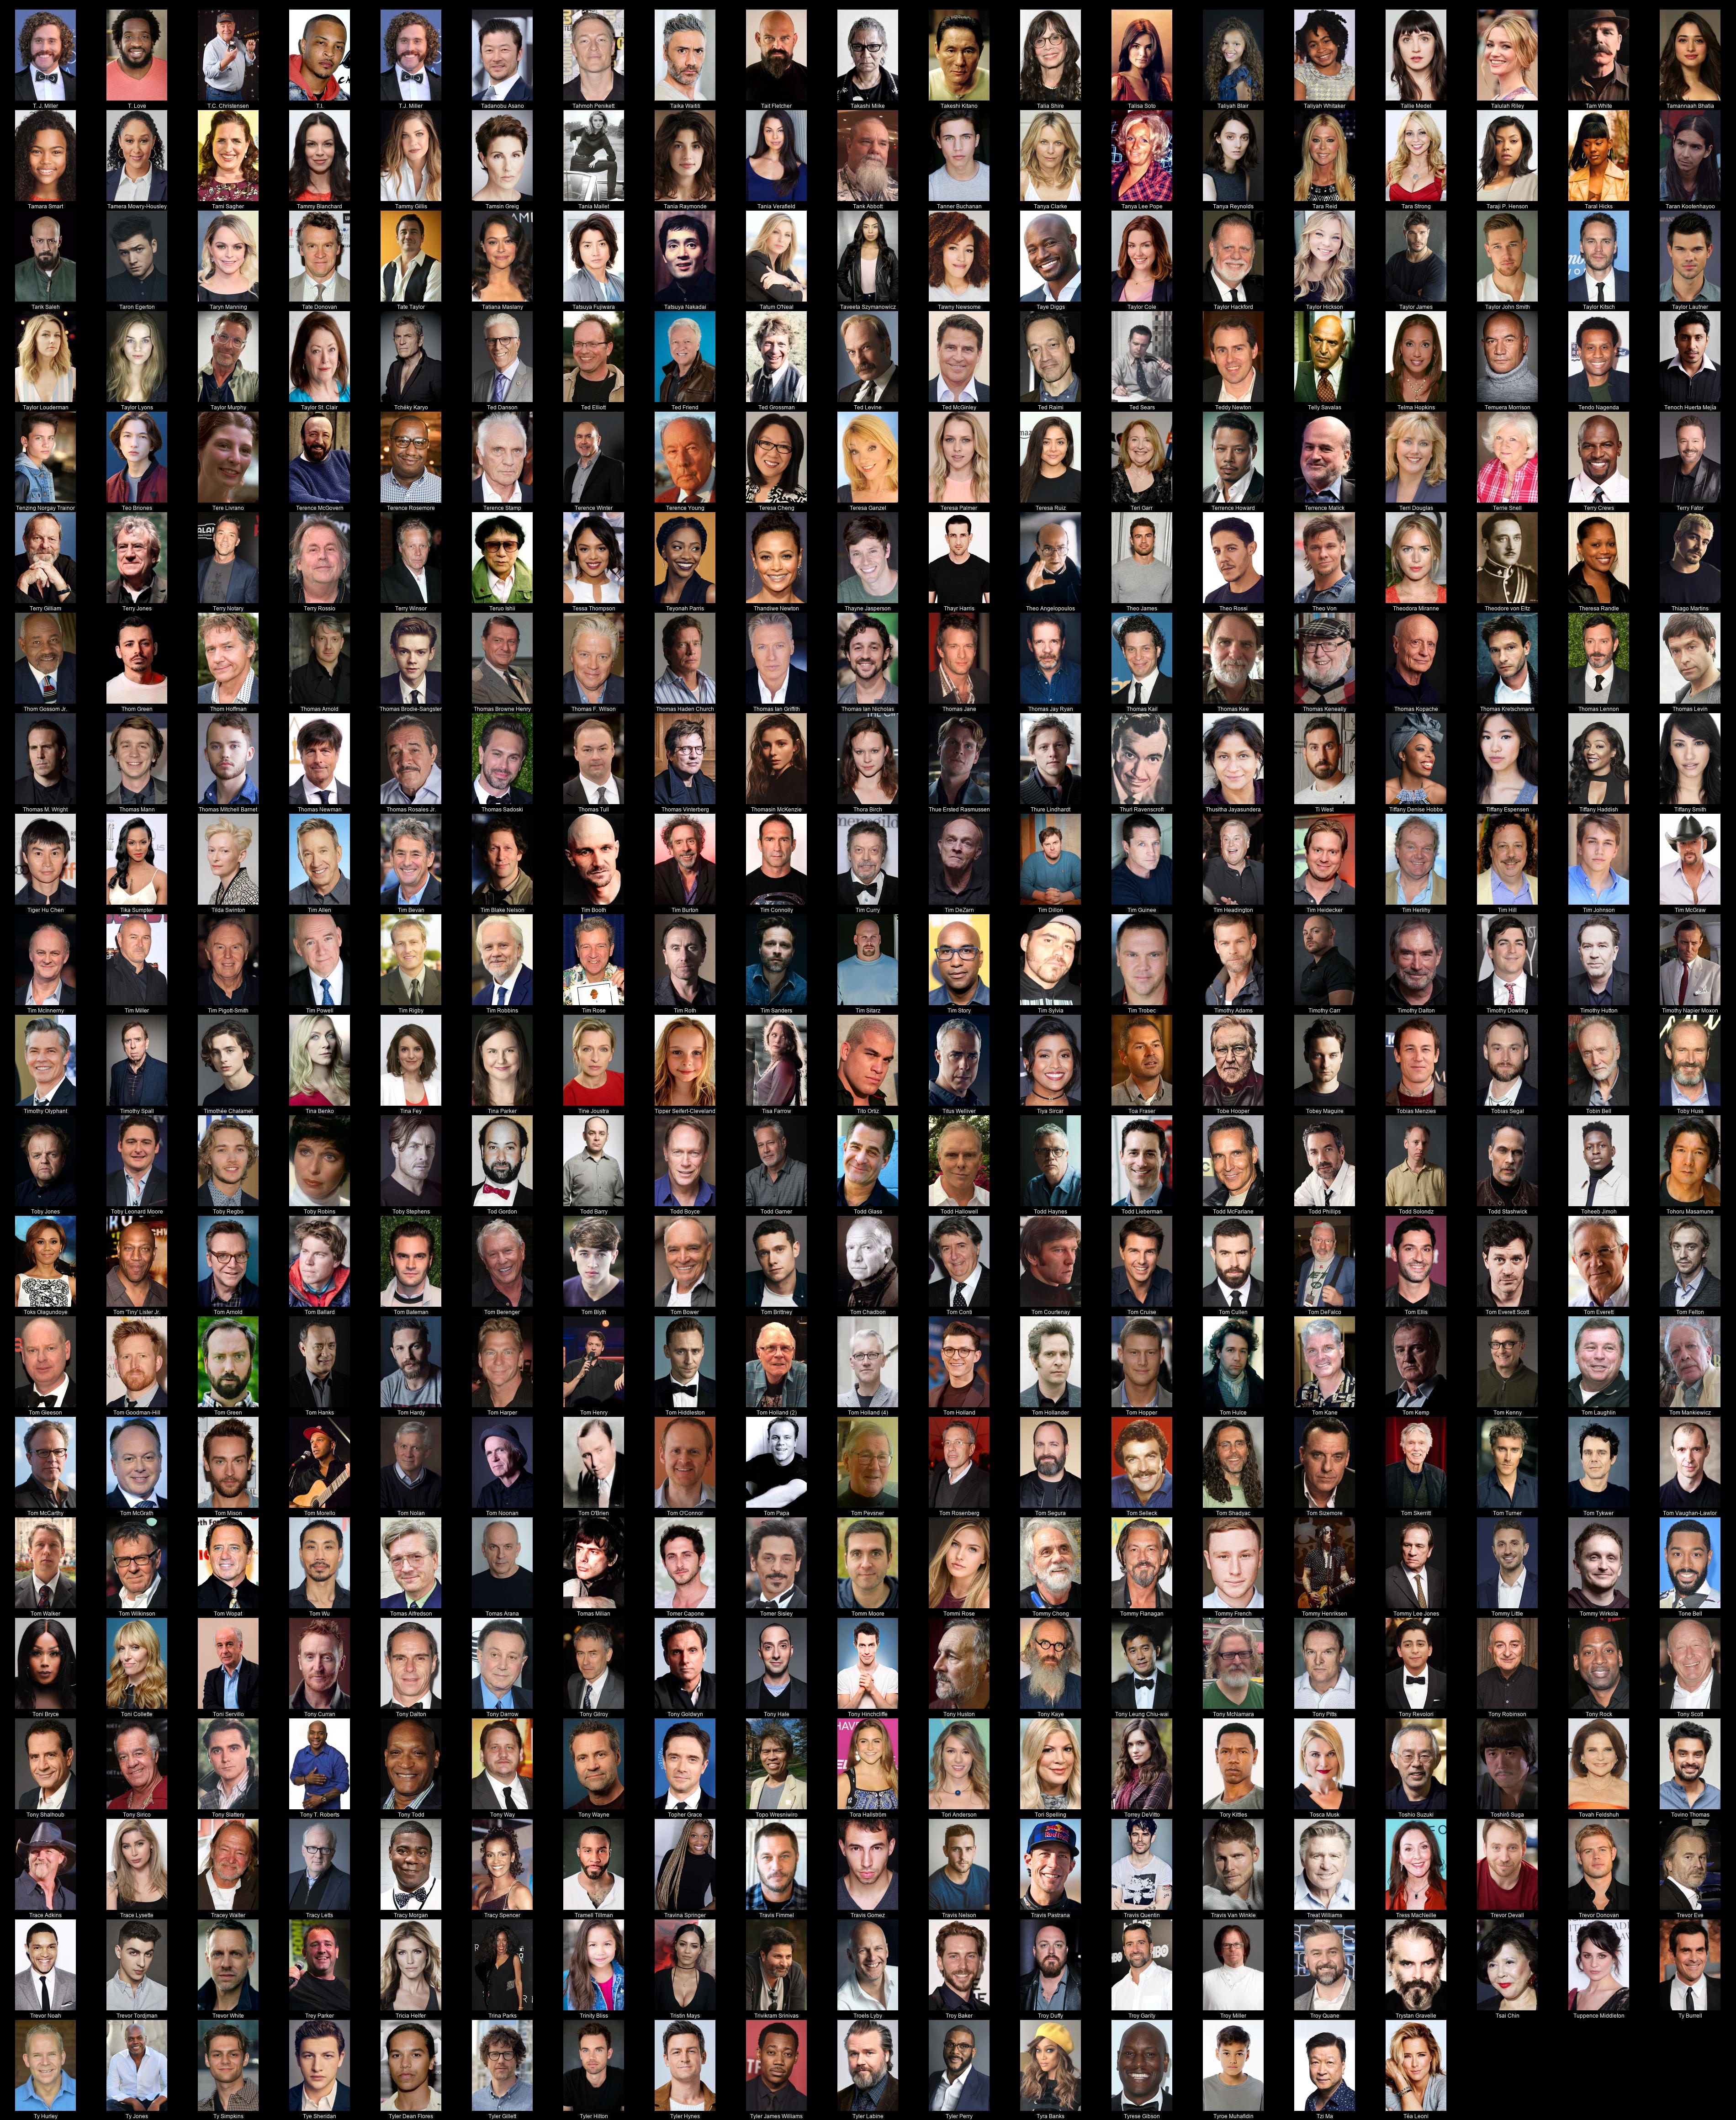 T. J. Miller T. Love T.C. Christensen T.I. T.J. Miller Tadanobu Asano Tahmoh Penikett Taika Waititi Tait Fletcher Takashi Miike Takeshi Kitano Talia Shire Talisa Soto Taliyah Blair Taliyah Whitaker Tallie Medel Talulah Riley Tam White Tamannaah Bhatia
Tamara Smart Tamera Mowry-Housley Tami Sagher Tammy Blanchard Tammy Gillis Tamsin Greig Tania Mallet Tania Raymonde Tania Verafield Tank Abbott Tanner Buchanan Tanya Clarke Tanya Lee Pope Tanya Reynolds Tara Reid Tara Strong Taraji P. Henson Taral Hicks Taran Kootenhayoo
Tarik Saleh Taron Egerton Taryn Manning Tate Donovan Tate Taylor Tatiana Maslany Tatsuya Fujiwara Tatsuya Nakadai Tatum O'Neal Taveeta Szymanowicz Tawny Newsome Taye Diggs Taylor Cole Taylor Hackford Taylor Hickson Taylor James Taylor John Smith Taylor Kitsch Taylor Lautner
Taylor Louderman Taylor Lyons Taylor Murphy Taylor St. Clair Tchéky Karyo Ted Danson Ted Elliott Ted Friend Ted Grossman Ted Levine Ted McGinley Ted Raimi Ted Sears Teddy Newton Telly Savalas Telma Hopkins Temuera Morrison Tendo Nagenda Tenoch Huerta Mejía
Tenzing Norgay Trainor Teo Briones Tere Livrano Terence McGovern Terence Rosemore Terence Stamp Terence Winter Terence Young Teresa Cheng Teresa Ganzel Teresa Palmer Teresa Ruiz Teri Garr Terrence Howard Terrence Malick Terri Douglas Terrie Snell Terry Crews Terry Fator
Terry Gilliam Terry Jones Terry Notary Terry Rossio Terry Winsor Teruo Ishii Tessa Thompson Teyonah Parris Thandiwe Newton Thayne Jasperson Thayr Harris Theo Angelopoulos Theo James Theo Rossi Theo Von Theodora Miranne Theodore von Eltz Theresa Randle Thiago Martins
Thom Gossom Jr. Thom Green Thom Hoffman Thomas Arnold Thomas Brodie-Sangster Thomas Browne Henry Thomas F. Wilson Thomas Haden Church Thomas Ian Griffith Thomas Ian Nicholas Thomas Jane Thomas Jay Ryan Thomas Kail Thomas Kee Thomas Keneally Thomas Kopache Thomas Kretschmann Thomas Lennon Thomas Levin
Thomas M. Wright Thomas Mann Thomas Mitchell Barnet Thomas Newman Thomas Rosales Jr. Thomas Sadoski Thomas Tull Thomas Vinterberg Thomasin McKenzie Thora Birch Thue Ersted Rasmussen Thure Lindhardt Thurl Ravenscroft Thusitha Jayasundera Ti West Tiffany Denise Hobbs Tiffany Espensen Tiffany Haddish Tiffany Smith
Tiger Hu Chen Tika Sumpter Tilda Swinton Tim Allen Tim Bevan Tim Blake Nelson Tim Booth Tim Burton Tim Connolly Tim Curry Tim DeZarn Tim Dillon Tim Guinee Tim Headington Tim Heidecker Tim Herlihy Tim Hill Tim Johnson Tim McGraw
Tim McInnerny Tim Miller Tim Pigott-Smith Tim Powell Tim Rigby Tim Robbins Tim Rose Tim Roth Tim Sanders Tim Sitarz Tim Story Tim Sylvia Tim Trobec Timothy Adams Timothy Carr Timothy Dalton Timothy Dowling Timothy Hutton Timothy Napier Moxon
Timothy Olyphant Timothy Spall Timothée Chalamet Tina Benko Tina Fey Tina Parker Tine Joustra Tipper Seifert-Cleveland Tisa Farrow Tito Ortiz Titus Welliver Tiya Sircar Toa Fraser Tobe Hooper Tobey Maguire Tobias Menzies Tobias Segal Tobin Bell Toby Huss
Toby Jones Toby Leonard Moore Toby Regbo Toby Robins Toby Stephens Tod Gordon Todd Barry Todd Boyce Todd Garner Todd Glass Todd Hallowell Todd Haynes Todd Lieberman Todd McFarlane Todd Phillips Todd Solondz Todd Stashwick Toheeb Jimoh Tohoru Masamune
Toks Olagundoye Tom 'Tiny' Lister Jr. Tom Arnold Tom Ballard Tom Bateman Tom Berenger Tom Blyth Tom Bower Tom Brittney Tom Chadbon Tom Conti Tom Courtenay Tom Cruise Tom Cullen Tom DeFalco Tom Ellis Tom Everett Scott Tom Everett Tom Felton
Tom Gleeson Tom Goodman-Hill Tom Green Tom Hanks Tom Hardy Tom Harper Tom Henry Tom Hiddleston Tom Holland (2) Tom Holland (4) Tom Holland Tom Hollander Tom Hopper Tom Hulce Tom Kane Tom Kemp Tom Kenny Tom Laughlin Tom Mankiewicz
Tom McCarthy Tom McGrath Tom Mison Tom Morello Tom Nolan Tom Noonan Tom O'Brien Tom O'Connor Tom Papa Tom Pevsner Tom Rosenberg Tom Segura Tom Selleck Tom Shadyac Tom Sizemore Tom Skerritt Tom Turner Tom Tykwer Tom Vaughan-Lawlor
Tom Walker Tom Wilkinson Tom Wopat Tom Wu Tomas Alfredson Tomas Arana Tomas Milian Tomer Capone Tomer Sisley Tomm Moore Tommi Rose Tommy Chong Tommy Flanagan Tommy French Tommy Henriksen Tommy Lee Jones Tommy Little Tommy Wirkola Tone Bell
Toni Bryce Toni Collette Toni Servillo Tony Curran Tony Dalton Tony Darrow Tony Gilroy Tony Goldwyn Tony Hale Tony Hinchcliffe Tony Huston Tony Kaye Tony Leung Chiu-wai Tony McNamara Tony Pitts Tony Revolori Tony Robinson Tony Rock Tony Scott
Tony Shalhoub Tony Sirico Tony Slattery Tony T. Roberts Tony Todd Tony Way Tony Wayne Topher Grace Topo Wresniwiro Tora Hallström Tori Anderson Tori Spelling Torrey DeVitto Tory Kittles Tosca Musk Toshio Suzuki Toshirô Suga Tovah Feldshuh Tovino Thomas
Trace Adkins Trace Lysette Tracey Walter Tracy Letts Tracy Morgan Tracy Spencer Tramell Tillman Travina Springer Travis Fimmel Travis Gomez Travis Nelson Travis Pastrana Travis Quentin Travis Van Winkle Treat Williams Tress MacNeille Trevor Devall Trevor Donovan Trevor Eve
Trevor Noah Trevor Tordjman Trevor White Trey Parker Tricia Helfer Trina Parks Trinity Bliss Tristin Mays Trivikram Srinivas Troels Lyby Troy Baker Troy Duffy Troy Garity Troy Miller Troy Quane Trystan Gravelle Tsai Chin Tuppence Middleton Ty Burrell
Ty Hurley Ty Jones Ty Simpkins Tye Sheridan Tyler Dean Flores Tyler Gillett Tyler Hilton Tyler Hynes Tyler James Williams Tyler Labine Tyler Perry Tyra Banks Tyrese Gibson Tyroe Muhafidin Tzi Ma Téa Leoni